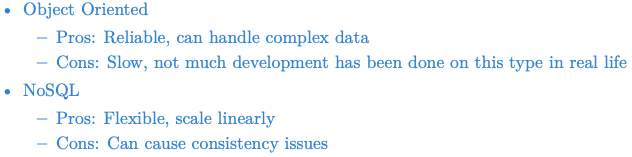 • Object Oriented
– Pros: Reliable, can handle complex data
– Cons: Slow, not much development has been done on this type in real life
• NoSQL
– Pros: Flexible, scale linearly
– Cons: Can cause consistency issues